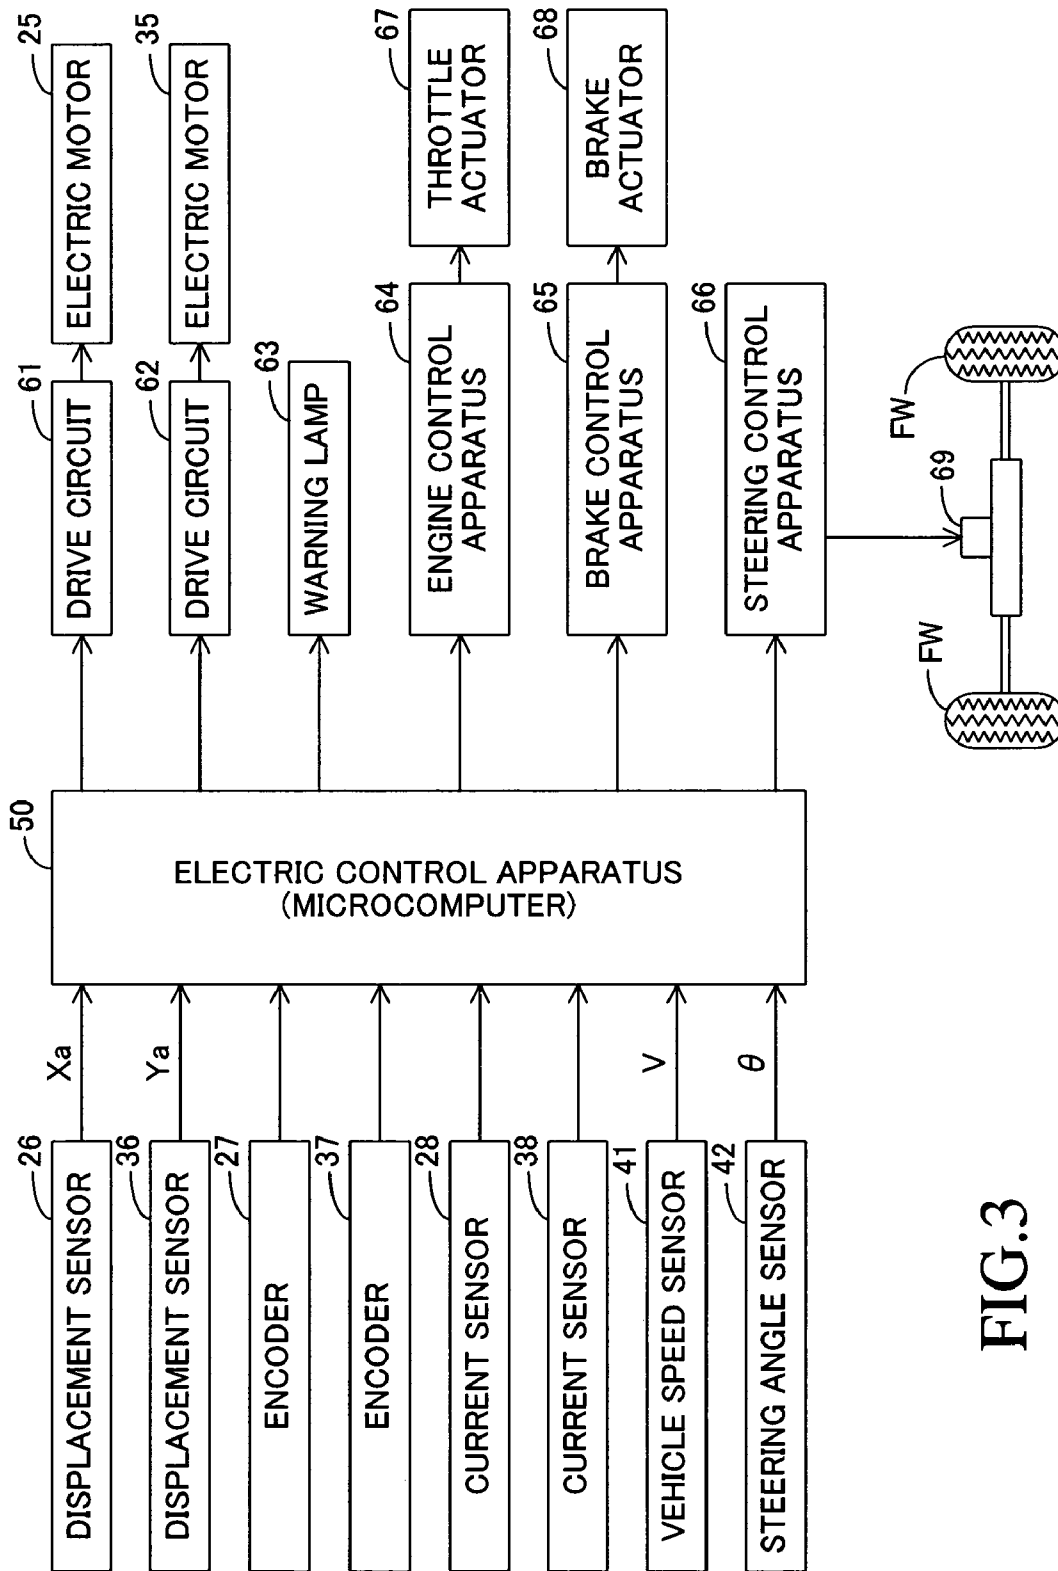 26
DISPLACEMENT SENSOR
Xa
36
DISPLACEMENT SENSOR
Ya
27
ENCODER
37
ENCODER
28
CURRENT SENSOR
38
CURRENT SENSOR
41
VEHICLE SPEED SENSOR
V
42
STEERING ANGLE SENSOR
θ
50
ELECTRIC CONTROL APPARATUS
(MICROCOMPUTER)
61
DRIVE CIRCUIT
25
ELECTRIC MOTOR
62
DRIVE CIRCUIT
35
ELECTRIC MOTOR
63
WARNING LAMP
64
ENGINE CONTROL
APPARATUS
67
THROTTLE
ACTUATOR
65
BRAKE CONTROL
APPARATUS
68
BRAKE
ACTUATOR
66
STEERING CONTROL
APPARATUS
FW
69
FW
FIG.3